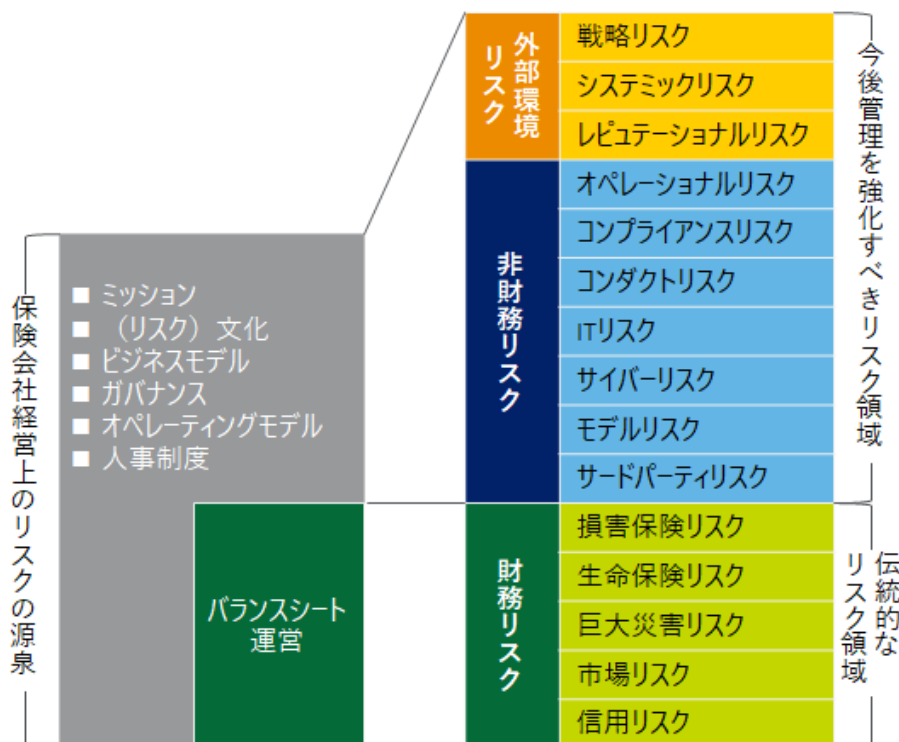 保険会社経営上のリスクの源泉
■ ミッション
■ （リスク）文化
■ ビジネスモデル
■ ガバナンス
■ オペレーティングモデル
■ 人事制度
バランスシート
運営
外部環境
リスク
戦略リスク
システミックリスク
レピュテーショナルリスク
非財務リスク
オペレーショナルリスク
コンプライアンスリスク
コンダクトリスク
ITリスク
サイバーリスク
モデルリスク
サードパーティリスク
財務リスク
損害保険リスク
生命保険リスク
巨大災害リスク
市場リスク
信用リスク
今後管理を強化すべきリスク領域
伝統的な
リスク領域